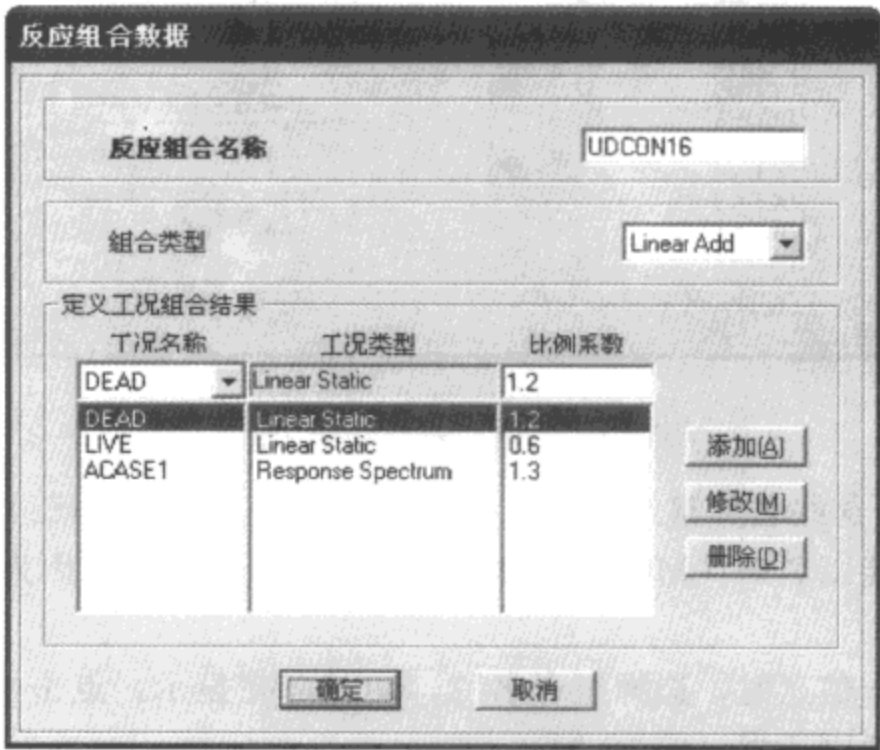 反应组合数据
反应组合名称 UDCON16
组合类型 Linear Add
定义工况组合结果
工况名称 工况类型 比例系数
DEAD Linear Static 1.2
DEAD Linear Static 1.2
LIVE Linear Static 0.6
ACASE1 Response Spectrum 1.3
添加(A)
修改(M)
删除(D)
确定 取消